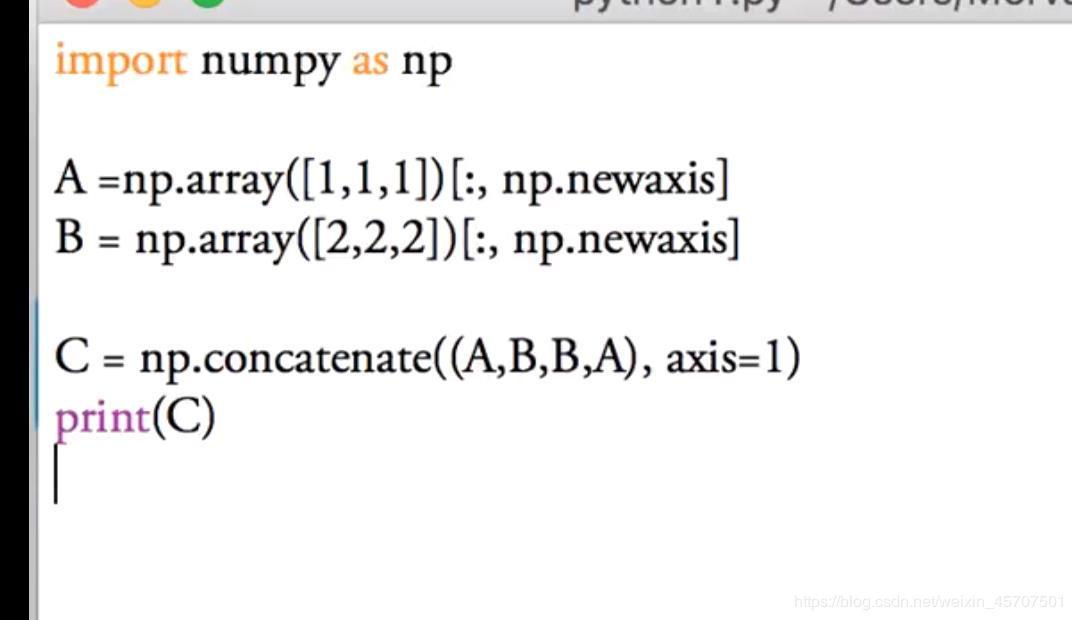 import numpy as np
A =np.array([1,1,1])[:, np.newaxis]
B = np.array([2,2,2])[:, np.newaxis]
C = np.concatenate((A,B,B,A), axis=1)
print(C)
https://blog.csdn.net/weixin_45707501